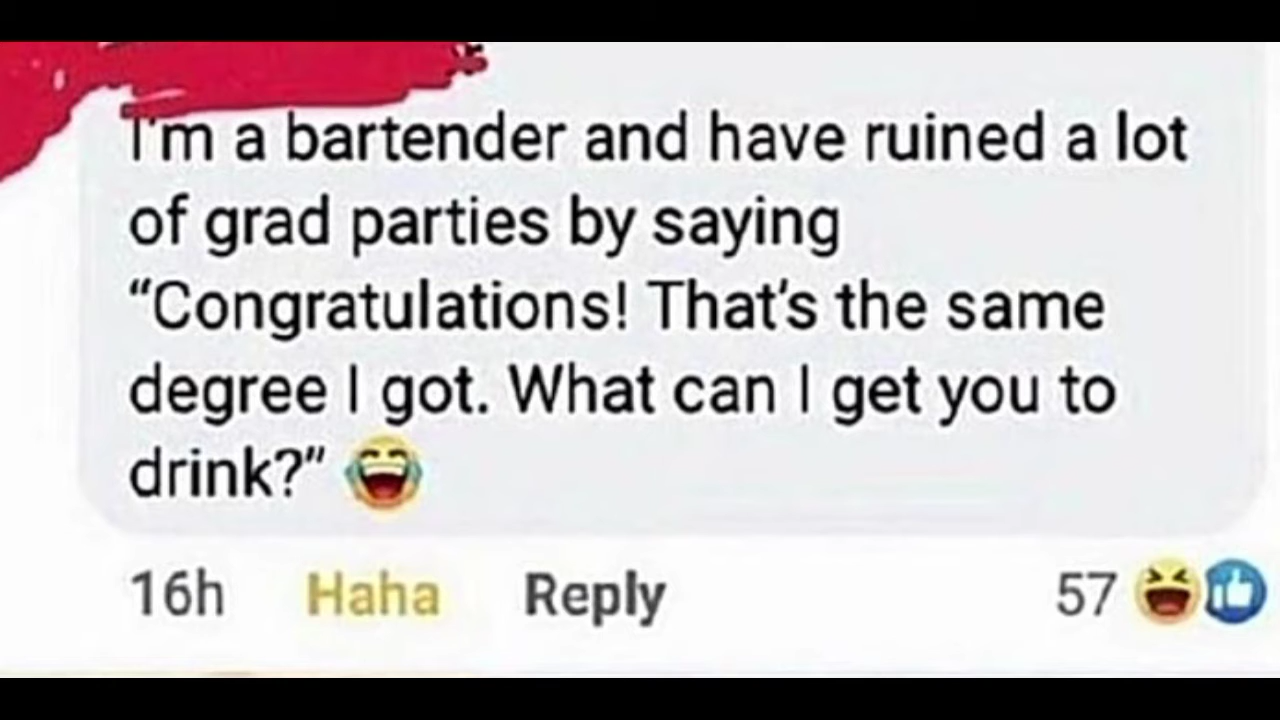 I'm a bartender and have ruined a lot
of grad parties by saying
“Congratulations! That's the same
degree I got. What can I get you to
drink?” 😂
16h Haha Reply 57